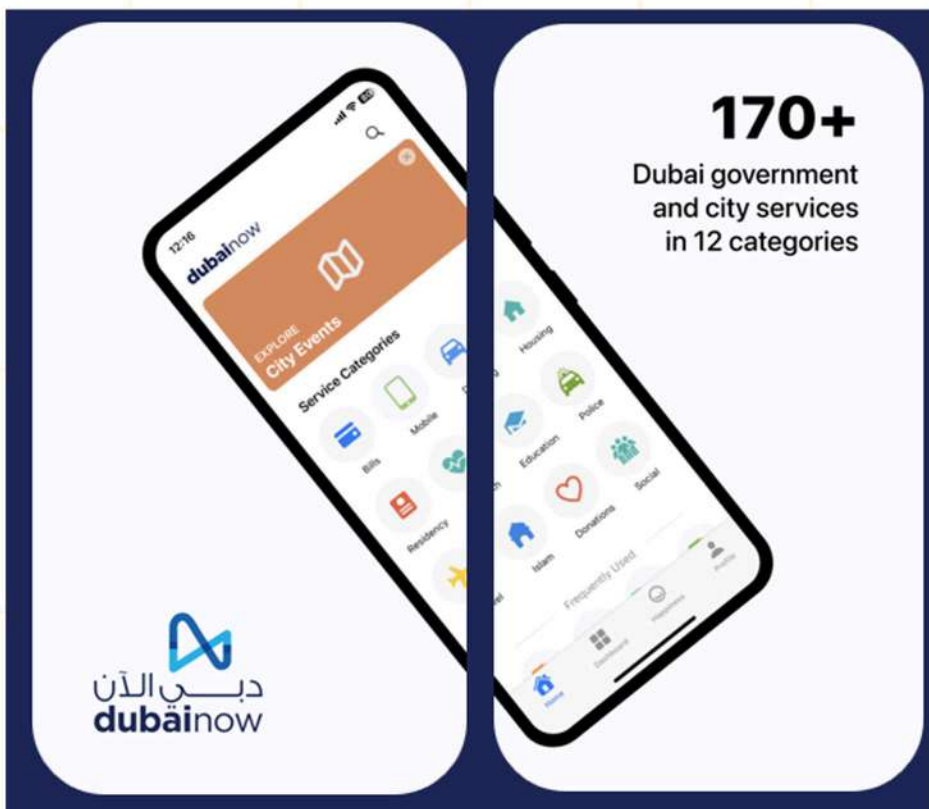 170+
Dubai government
and city services
in 12 categories
12:16
dubainow
EXPLORE
City Events
Service Categories
Bills
Mobile
Housing
Residency
Education
Police
Islam
Donations
Social
Frequently Used
Home
Dashboard
Happiness
Profile
دبي الآن
dubainow